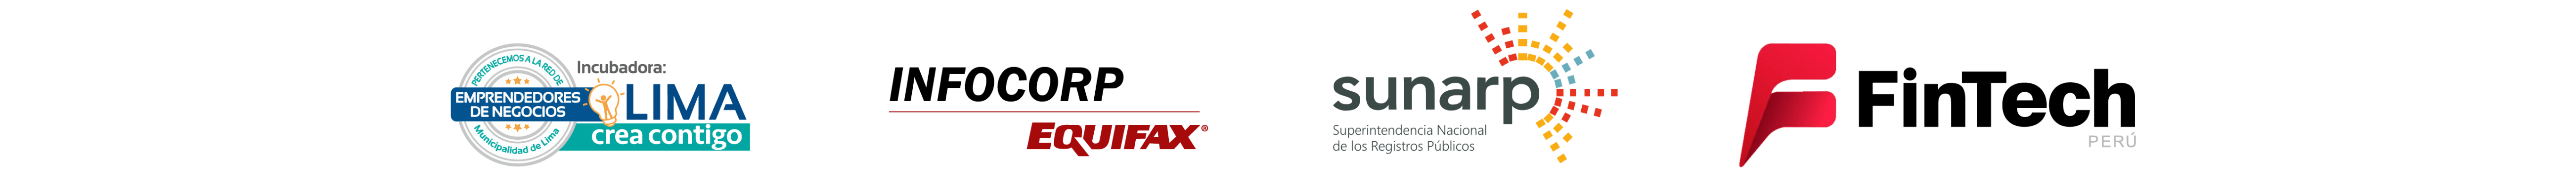 PERTENECEMOS A LA RED DE
EMPRENDEDORES
DE NEGOCIOS
Municipalidad de Lima
Incubadora:
LIMA
crea contigo
INFOCORP
EQUIFAX®
sunarp
Superintendencia Nacional
de los Registros Públicos
FinTech
PERÚ